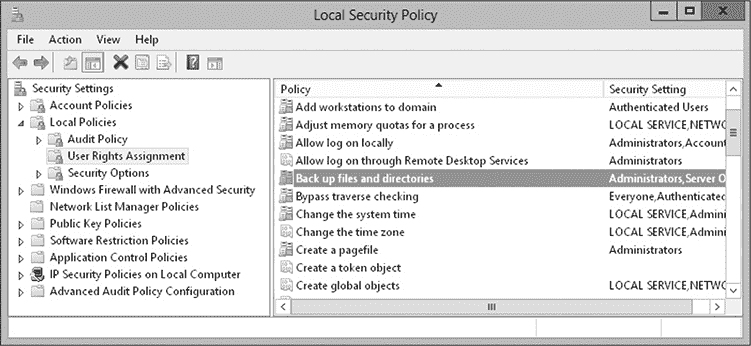 Local Security Policy
File Action View Help
Security Settings
Account Policies
Local Policies
Audit Policy
User Rights Assignment
Security Options
Windows Firewall with Advanced Security
Network List Manager Policies
Public Key Policies
Software Restriction Policies
Application Control Policies
IP Security Policies on Local Computer
Advanced Audit Policy Configuration
Policy Security Setting
Add workstations to domain Authenticated Users
Adjust memory quotas for a process LOCAL SERVICE,NETWO
Allow log on locally Administrators,Account
Allow log on through Remote Desktop Services Administrators
Back up files and directories Administrators,Server O
Bypass traverse checking Everyone,Authenticated
Change the system time LOCAL SERVICE,Admini
Change the time zone LOCAL SERVICE,Admini
Create a pagefile Administrators
Create a token object
Create global objects LOCAL SERVICE,NETWO